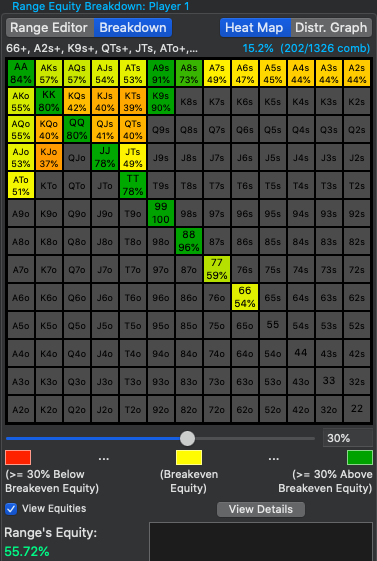 Range Equity Breakdown: Player 1
Range Editor Breakdown Heat Map Distr. Graph
66+, A2s+, K9s+, QTs+, JTs, ATo+,... 15.2% (202/1326 comb)
AA AKs AQs AJs ATs A9s A8s A7s A6s A5s A4s A3s A2s
84% 57% 57% 54% 53% 91% 73% 49% 47% 46% 45% 44% 44%
AKo KK KQs KJs KTs K9s K8s K7s K6s K5s K4s K3s K2s
55% 80% 42% 40% 39% 90%
AQo KQo QQ QJs QTs Q9s Q8s Q7s Q6s Q5s Q4s Q3s Q2s
55% 40% 80% 41% 40%
AJo KJo QJo JJ JTs J9s J8s J7s J6s J5s J4s J3s J2s
53% 37% 78% 49%
ATo KTo QTo JTo TT T9s T8s T7s T6s T5s T4s T3s T2s
51% 78%
A9o K9o Q9o J9o T9o 99 98s 97s 96s 95s 94s 93s 92s
100
A8o K8o Q8o J8o T8o 98o 88 87s 86s 85s 84s 83s 82s
96%
A7o K7o Q7o J7o T7o 97o 87o 77 76s 75s 74s 73s 72s
59%
A6o K6o Q6o J6o T6o 96o 86o 76o 66 65s 64s 63s 62s
54%
A5o K5o Q5o J5o T5o 95o 85o 75o 65o 55 54s 53s 52s
A4o K4o Q4o J4o T4o 94o 84o 74o 64o 54o 44 43s 42s
A3o K3o Q3o J3o T3o 93o 83o 73o 63o 53o 43o 33 32s
A2o K2o Q2o J2o T2o 92o 82o 72o 62o 52o 42o 32o 22
30%
... ...
(>= 30% Below (Breakeven (>= 30% Above
Breakeven Equity) Equity) Breakeven Equity)
View Equities View Details
Range's Equity:
55.72%